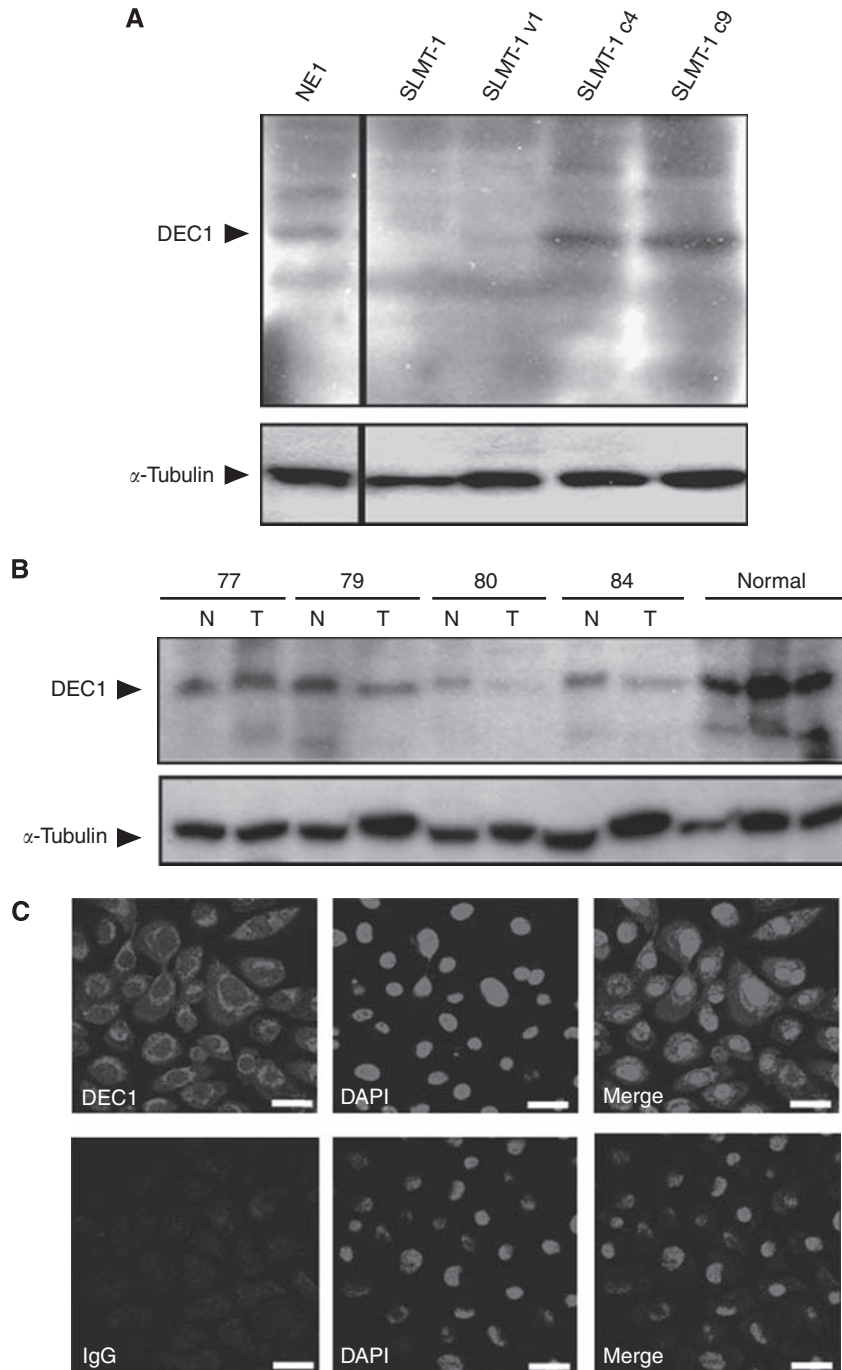 A
NE1 SLMT-1 SLMT-1 v1 SLMT-1 c4 SLMT-1 c9
DEC1
α-Tubulin
B
77 79 80 84 Normal
N T N T N T N T
DEC1
α-Tubulin
C
DEC1 DAPI Merge
IgG DAPI Merge